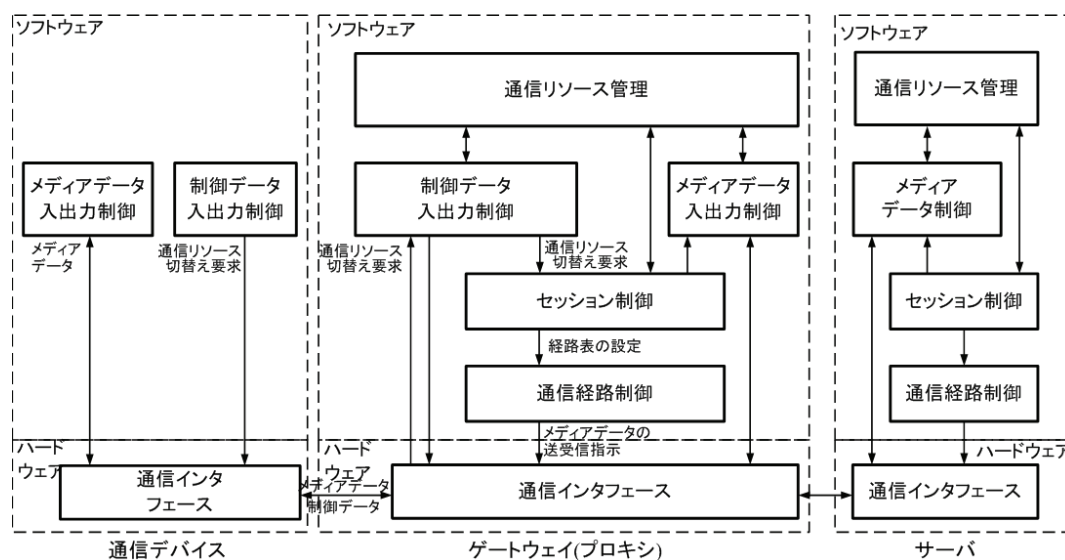 ソフトウェア
メディアデータ
入出力制御
制御データ
入出力制御
メディア
データ
通信リソース
切替え要求
ハード
ウェア
通信インタ
フェース
通信デバイス
メディアデータ
制御データ
ソフトウェア
通信リソース管理
制御データ
入出力制御
メディアデータ
入出力制御
通信リソース
切替え要求
通信リソース
切替え要求
セッション制御
経路表の設定
通信経路制御
メディアデータの
送受信指示
ハード
ウェア
通信インタフェース
ゲートウェイ(プロキシ)
ソフトウェア
通信リソース管理
メディア
データ制御
セッション制御
通信経路制御
ハードウェア
通信インタフェース
サーバ